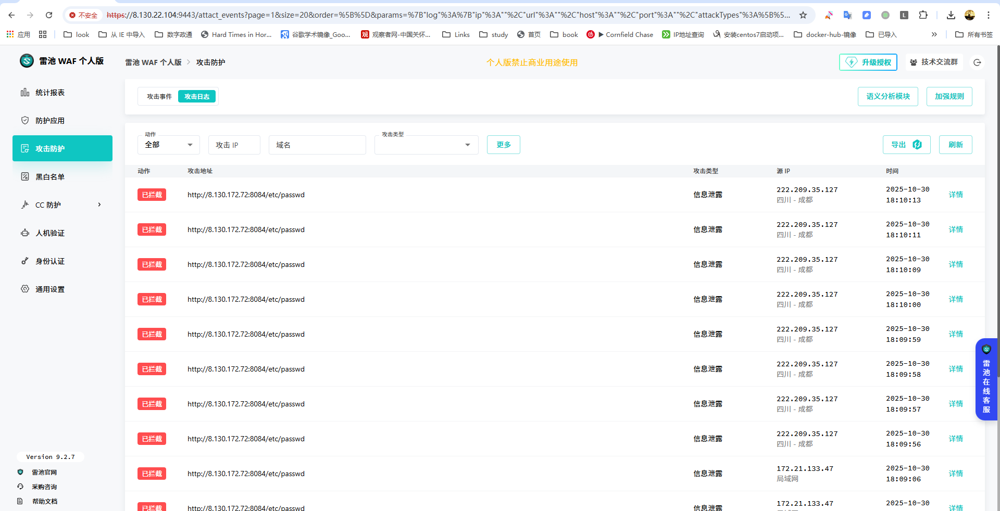 不安全 https://8.130.22.104:9443/attact_events?page=1&size=20&order=%5B%5D&params=%7B"log"%3A%7B"ip"%3A""%2C"url"%3A""%2C"host"%3A""%2C"port"%3A""%2C"attackTypes"%3A%5B%5...
应用 look 从 IE 中导入 数字政通 Hard Times in Hor... 谷歌学术镜像_Goo... 观察者网-中国关怀... Links study 首页 book ▶ Cornfield Chase IP地址查询 安装centos7启动项... docker-hub-镜像 已导入 » 所有书签
雷池 WAF 个人版
雷池 WAF 个人版 > 攻击防护
个人版禁止商业用途使用
升级授权
技术交流群
统计报表
防护应用
攻击防护
黑白名单
CC 防护
人机验证
身份认证
通用设置
Version 9.2.7
雷池官网
采购咨询
帮助文档
攻击事件 攻击日志
语义分析模块 加强规则
动作
全部
攻击 IP
域名
攻击类型
更多
导出
刷新
动作 攻击地址 攻击类型 源 IP 时间
已拦截 http://8.130.172.72:8084/etc/passwd 信息泄露 222.209.35.127 四川 - 成都 2025-10-30 18:10:13 详情
已拦截 http://8.130.172.72:8084/etc/passwd 信息泄露 222.209.35.127 四川 - 成都 2025-10-30 18:10:11 详情
已拦截 http://8.130.172.72:8084/etc/passwd 信息泄露 222.209.35.127 四川 - 成都 2025-10-30 18:10:09 详情
已拦截 http://8.130.172.72:8084/etc/passwd 信息泄露 222.209.35.127 四川 - 成都 2025-10-30 18:10:00 详情
已拦截 http://8.130.172.72:8084/etc/passwd 信息泄露 222.209.35.127 四川 - 成都 2025-10-30 18:09:59 详情
已拦截 http://8.130.172.72:8084/etc/passwd 信息泄露 222.209.35.127 四川 - 成都 2025-10-30 18:09:58 详情
已拦截 http://8.130.172.72:8084/etc/passwd 信息泄露 222.209.35.127 四川 - 成都 2025-10-30 18:09:57 详情
已拦截 http://8.130.172.72:8084/etc/passwd 信息泄露 222.209.35.127 四川 - 成都 2025-10-30 18:09:56 详情
已拦截 http://8.130.172.72:8084/etc/passwd 信息泄露 172.21.133.47 局域网 2025-10-30 18:09:06 详情
已拦截 http://8.130.172.72:8084/etc/passwd 信息泄露 172.21.133.47 2025-10-30 详情
雷池在线客服